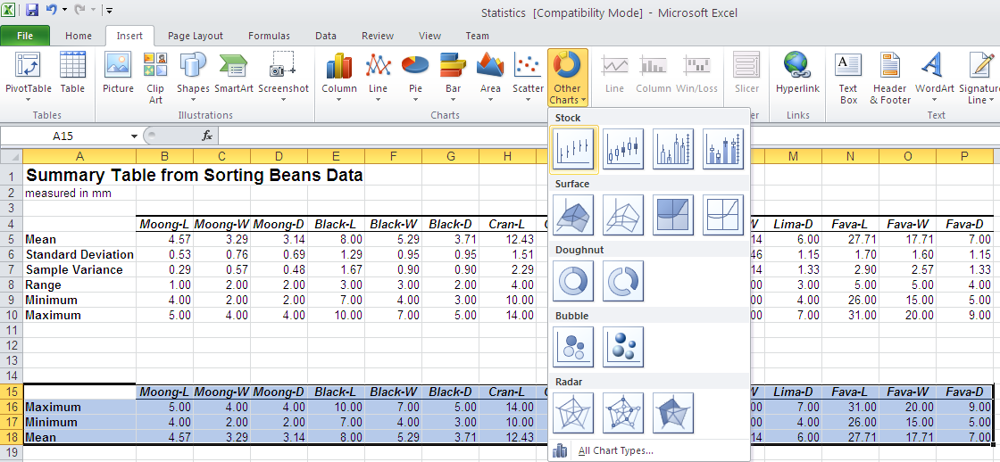 Statistics [Compatibility Mode] - Microsoft Excel
File Home Insert Page Layout Formulas Data Review View Team
PivotTable Table Picture Clip Art Shapes SmartArt Screenshot Column Line Pie Bar Area Scatter Other Charts Line Column Win/Loss Slicer Hyperlink Text Box Header & Footer WordArt Signature Line
Tables Illustrations Charts er Links Text
A15 fx
A B C D E F G H M N O P
1 Summary Table from Sorting Beans Data
2 measured in mm
3
4 Moong-L Moong-W Moong-D Black-L Black-W Black-D Cran-L W Lima-D Fava-L Fava-W Fava-D
5 Mean 4.57 3.29 3.14 8.00 5.29 3.71 12.43 14 6.00 27.71 17.71 7.00
6 Standard Deviation 0.53 0.76 0.69 1.29 0.95 0.95 1.51 46 1.15 1.70 1.60 1.15
7 Sample Variance 0.29 0.57 0.48 1.67 0.90 0.90 2.29 14 1.33 2.90 2.57 1.33
8 Range 1.00 2.00 2.00 3.00 3.00 2.00 4.00 00 3.00 5.00 5.00 4.00
9 Minimum 4.00 2.00 2.00 7.00 4.00 3.00 10.00 00 4.00 26.00 15.00 5.00
10 Maximum 5.00 4.00 4.00 10.00 7.00 5.00 14.00 00 7.00 31.00 20.00 9.00
11
12
13
14
15 Moong-L Moong-W Moong-D Black-L Black-W Black-D Cran-L W Lima-D Fava-L Fava-W Fava-D
16 Maximum 5.00 4.00 4.00 10.00 7.00 5.00 14.00 00 7.00 31.00 20.00 9.00
17 Minimum 4.00 2.00 2.00 7.00 4.00 3.00 10.00 00 4.00 26.00 15.00 5.00
18 Mean 4.57 3.29 3.14 8.00 5.29 3.71 12.43 14 6.00 27.71 17.71 7.00
19
Stock
Surface
Doughnut
Bubble
Radar
All Chart Types...